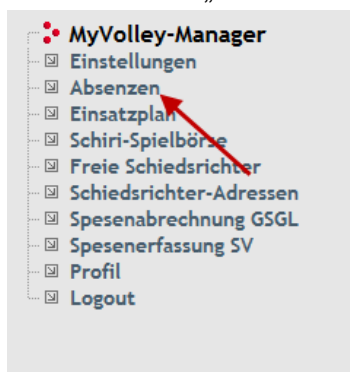 „
MyVolley-Manager
Einstellungen
Absenzen
Einsatzplan
Schiri-Spielbörse
Freie Schiedsrichter
Schiedsrichter-Adressen
Spesenabrechnung GSGL
Spesenerfassung SV
Profil
Logout